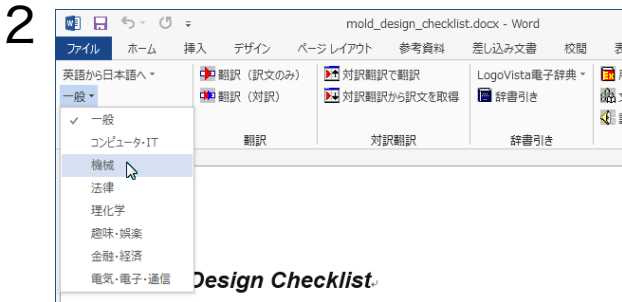 2
mold_design_checklist.docx - Word
ファイル ホーム 挿入 デザイン ページ レイアウト 参考資料 差し込み文書 校閲
英語から日本語へ 翻訳（訳文のみ） 対訳翻訳で翻訳 LogoVista電子辞典
一般 翻訳（対訳） 対訳翻訳から訳文を取得 辞書引き
翻訳 対訳翻訳 辞書引き
一般
コンピュータ・IT
機械
法律
理化学
趣味・娯楽
金融・経済
電気・電子・通信
Design Checklist